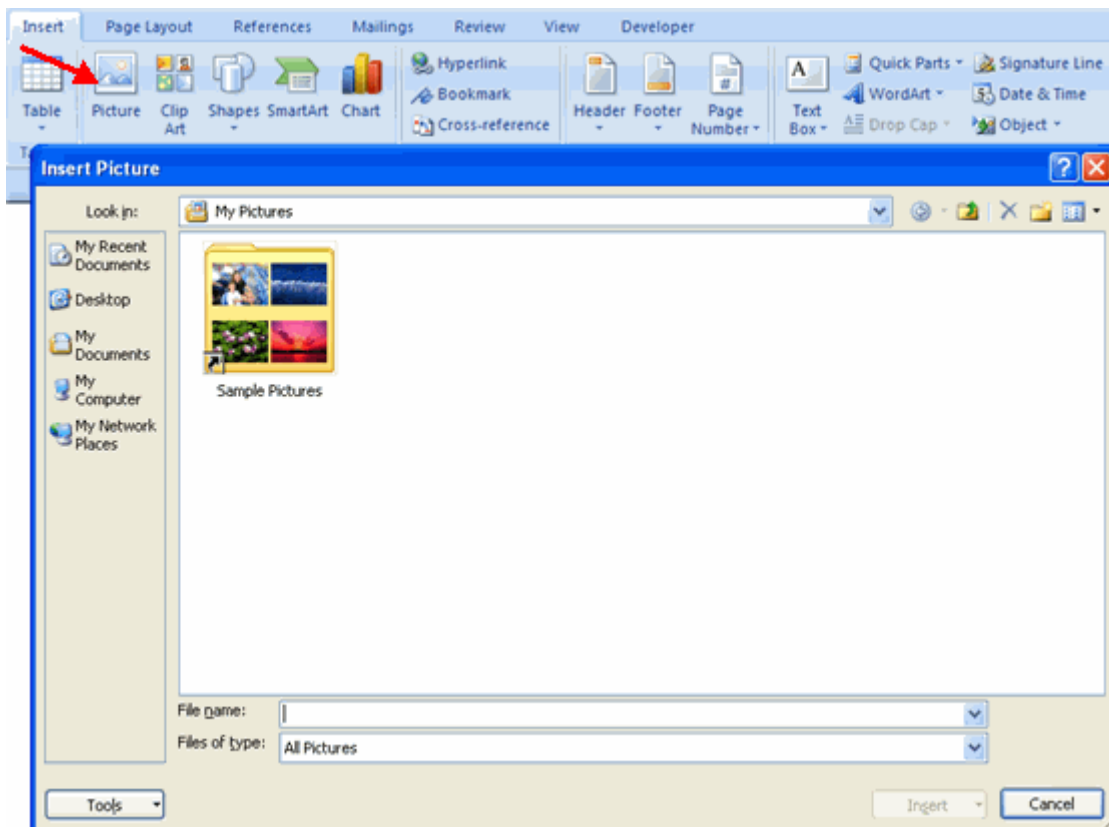 Insert Page Layout References Mailings Review View Developer
Hyperlink Quick Parts Signature Line
Bookmark A WordArt Date & Time
Table Picture Clip Art Shapes SmartArt Chart Header Footer Page Number # Text Box
Cross-reference Drop Cap Object
Insert Picture ?
Look in: My Pictures
My Recent
Documents
Desktop
My
Documents
My
Computer
My Network
Places
Sample Pictures
File name:
Files of type: All Pictures
Tools Insert Cancel